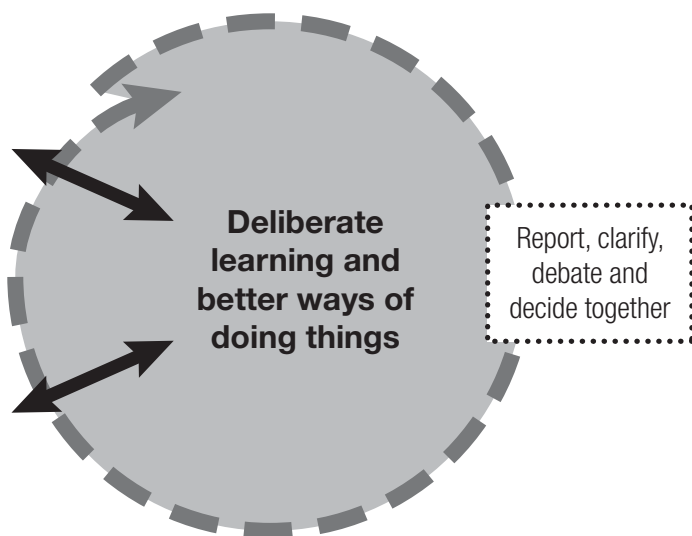 Deliberate
learning and
better ways of
doing things
Report, clarify,
debate and
decide together